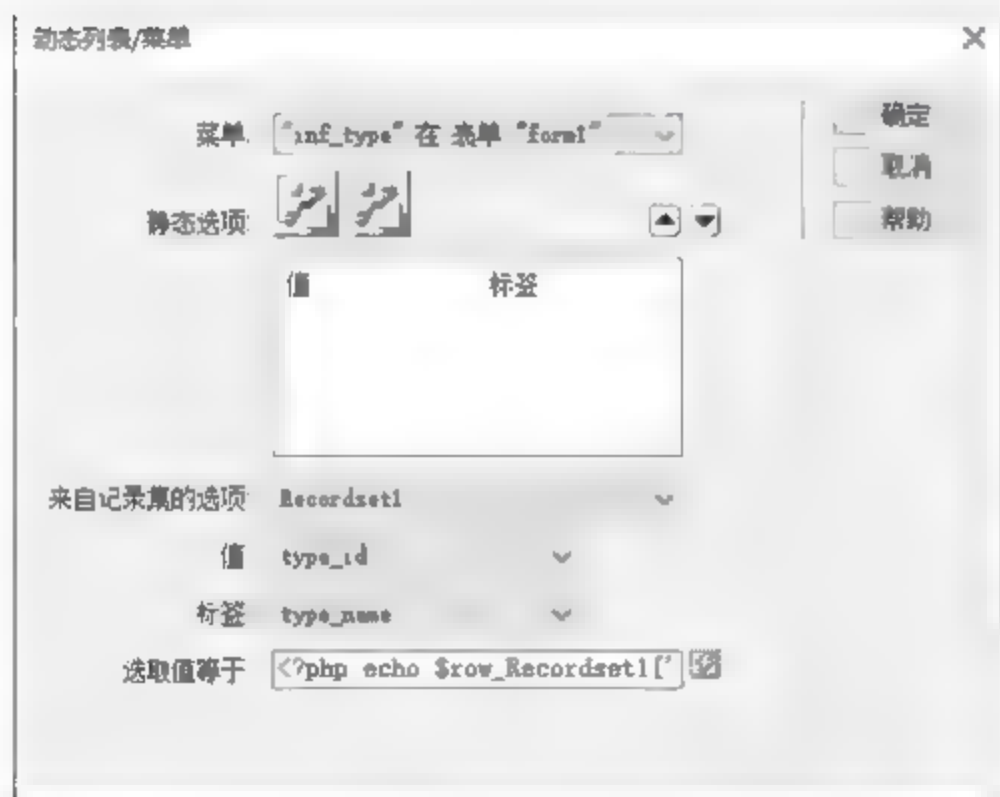 动态列表/菜单
菜单: "inf_type" 在 表单 "form1"
确定
取消
静态选项:
帮助
值 标签
来自记录集的选项: Recordset1
值: type_id
标签: type_name
选取值等于: <?php echo $row_Recordset1['